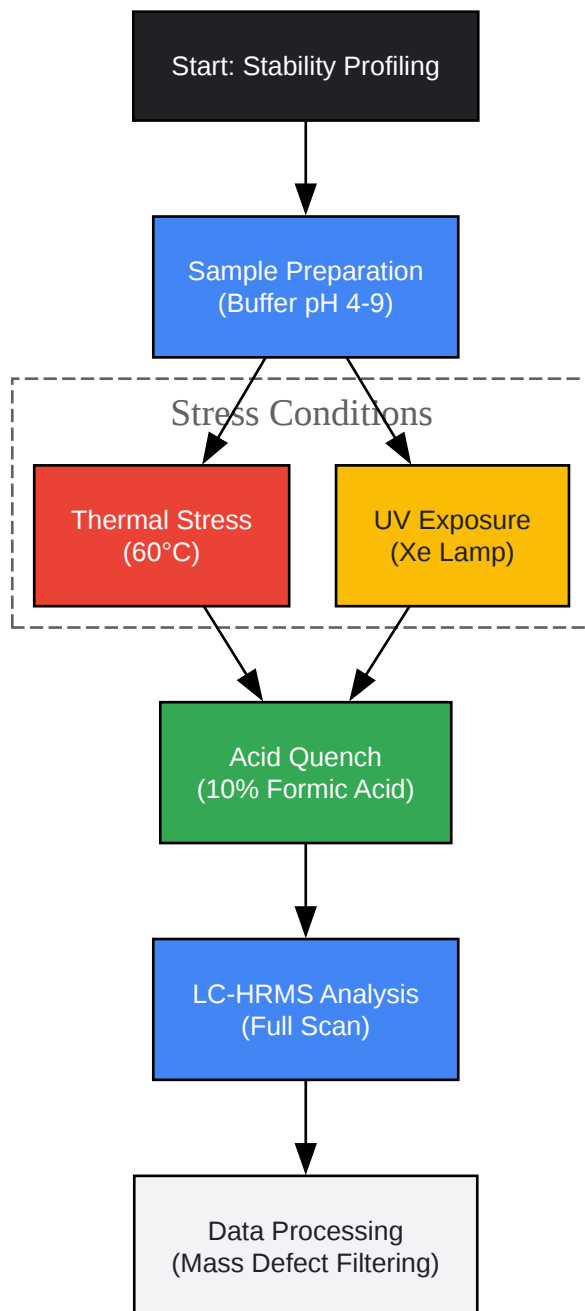 Start: Stability Profiling
Sample Preparation
(Buffer pH 4-9)
Stress Conditions
Thermal Stress
(60°C)
UV Exposure
(Xe Lamp)
Acid Quench
(10% Formic Acid)
LC-HRMS Analysis
(Full Scan)
Data Processing
(Mass Defect Filtering)